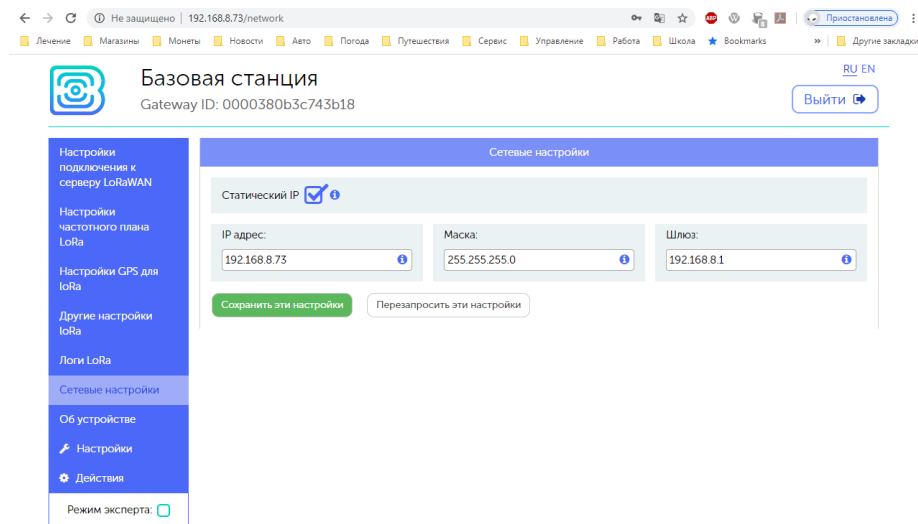 Не защищено | 192.168.8.73/network
ABP
Приостановлена
Лечение Магазины Монеты Новости Авто Погода Путешествия Сервис Управление Работа Школа Bookmarks » Другие закладки
Базовая станция
Gateway ID: 0000380b3c743b18
RU EN
Выйти
Настройки
подключения к
серверу LoRaWAN
Настройки
частотного плана
LoRa
Настройки GPS для
loRa
Другие настройки
loRa
Логи LoRa
Сетевые настройки
Об устройстве
Настройки
Действия
Режим эксперта:
Сетевые настройки
Статический IP
IP адрес:
192.168.8.73
Маска:
255.255.255.0
Шлюз:
192.168.8.1
Сохранить эти настройки
Перезапросить эти настройки